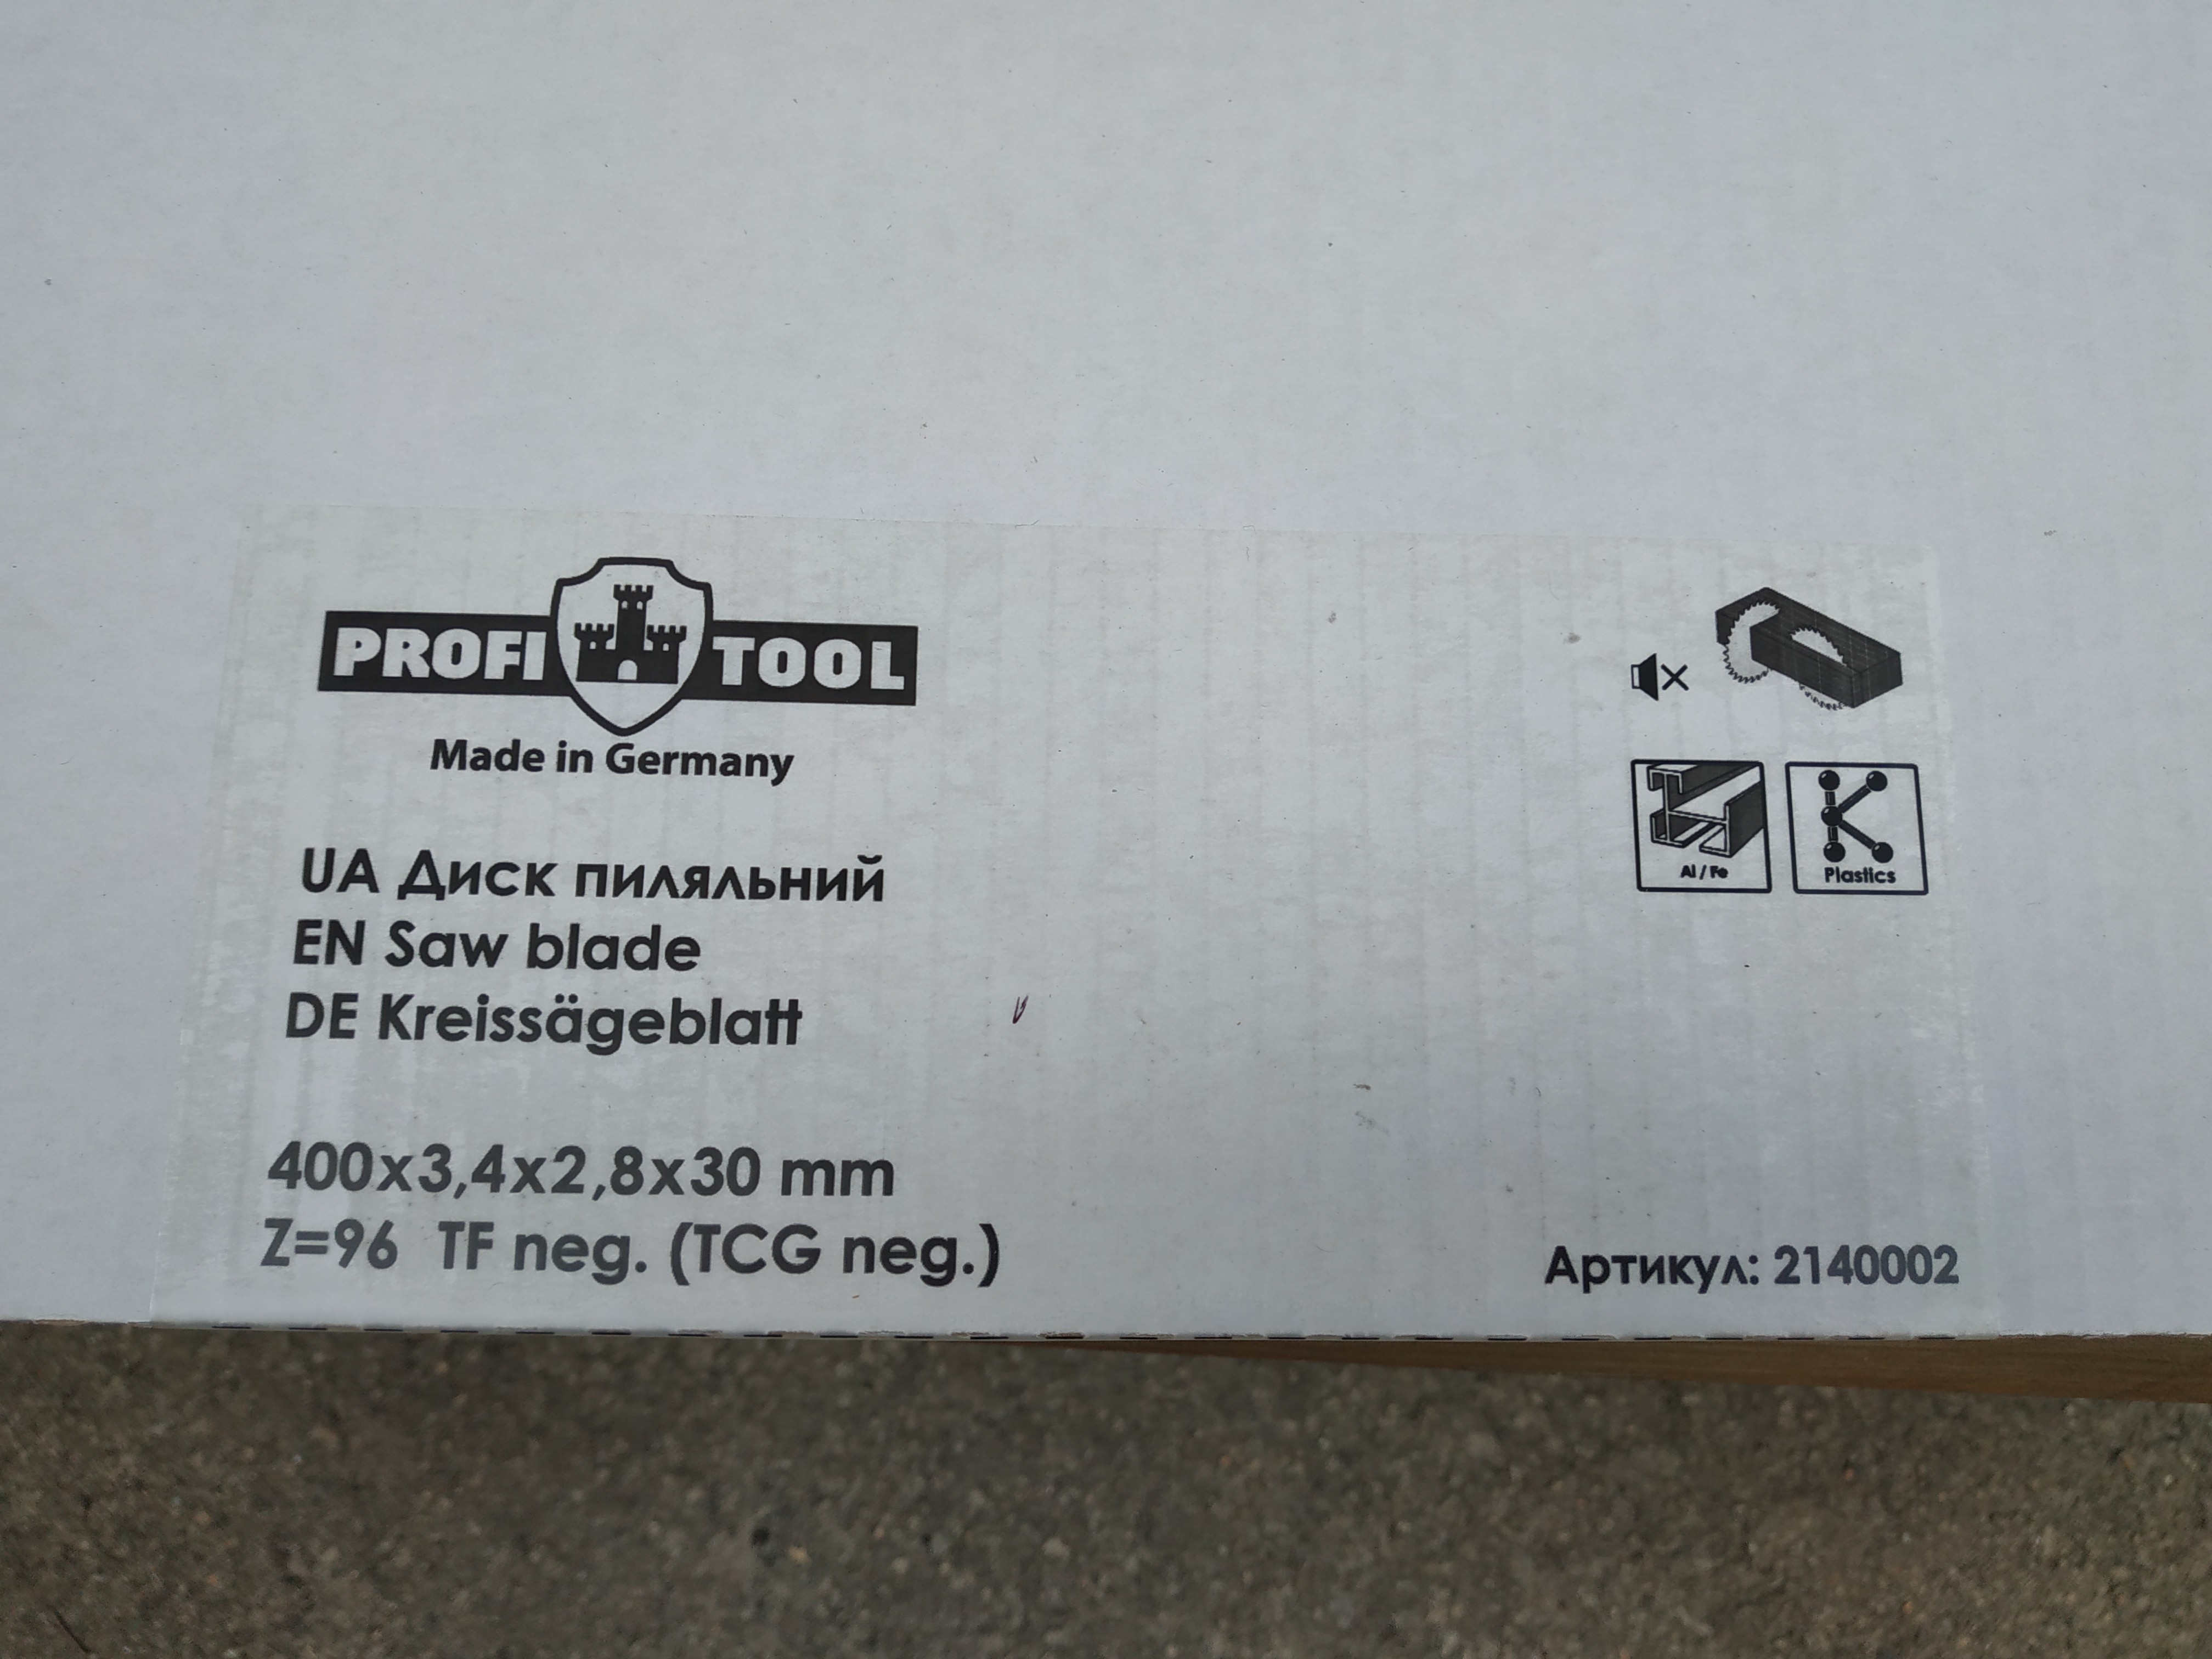 PROFI TOOL
Made in Germany
UA Диск пиляльний
EN Saw blade
DE Kreissägeblatt
Al / Fe
Plastics
400x3,4x2,8x30 mm
Z=96 TF neg. (TCG neg.)
Артикул: 2140002